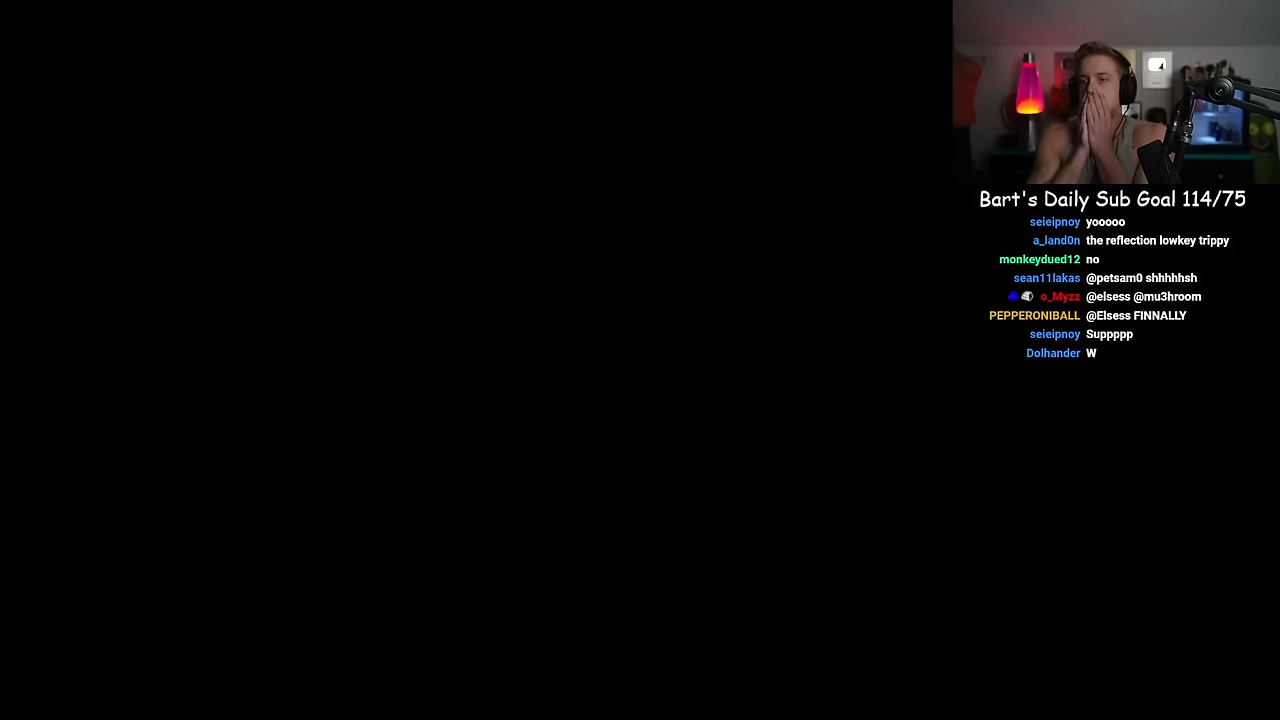 Bart's Daily Sub Goal 114/75
seieipnoy yooooo
a_land0n the reflection lowkey trippy
monkeydued12 no
sean11lakas @petsam0 shhhhhsh
o_Myzz @elsess @mu3hroom
PEPPERONIBALL @Elsess FINNALLY
seieipnoy Suppppp
Dolhander W